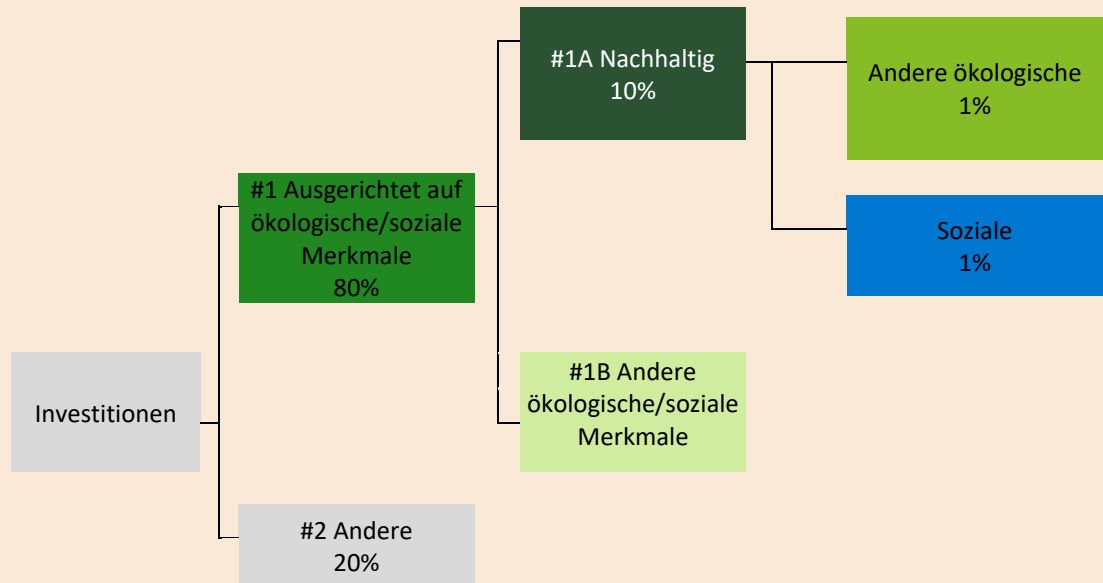 #1A Nachhaltig
10%
Andere ökologische
1%
#1 Ausgerichtet auf
ökologische/soziale
Merkmale
80%
Soziale
1%
Investitionen
#1B Andere
ökologische/soziale
Merkmale
#2 Andere
20%